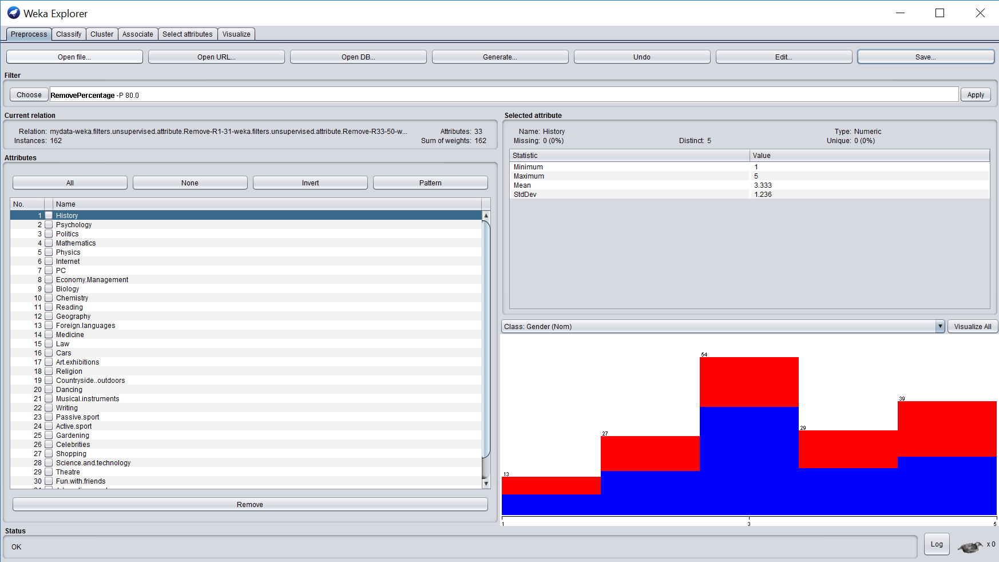 Weka Explorer
Preprocess Classify Cluster Associate Select attributes Visualize
Open file... Open URL... Open DB... Generate... Undo Edit... Save...
Filter
Choose RemovePercentage -P 80.0 Apply
Current relation
Relation: mydata-weka.filters.unsupervised.attribute.Remove-R1-31-weka.filters.unsupervised.attribute.Remove-R33-50-w... Attributes: 33
Instances: 162 Sum of weights: 162
Attributes
All None Invert Pattern
No. Name
1 History
2 Psychology
3 Politics
4 Mathematics
5 Physics
6 Internet
7 PC
8 Economy.Management
9 Biology
10 Chemistry
11 Reading
12 Geography
13 Foreign.languages
14 Medicine
15 Law
16 Cars
17 Art.exhibitions
18 Religion
19 Countryside..outdoors
20 Dancing
21 Musical.instruments
22 Writing
23 Passive.sport
24 Active.sport
25 Gardening
26 Celebrities
27 Shopping
28 Science.and.technology
29 Theatre
30 Fun.with.friends
Remove
Selected attribute
Name: History Type: Numeric
Missing: 0 (0%) Distinct: 5 Unique: 0 (0%)
Statistic Value
Minimum 1
Maximum 5
Mean 3.333
StdDev 1.236
Class: Gender (Nom) Visualize All
54
39
27
29
13
1 3 5
Status
OK
Log x 0